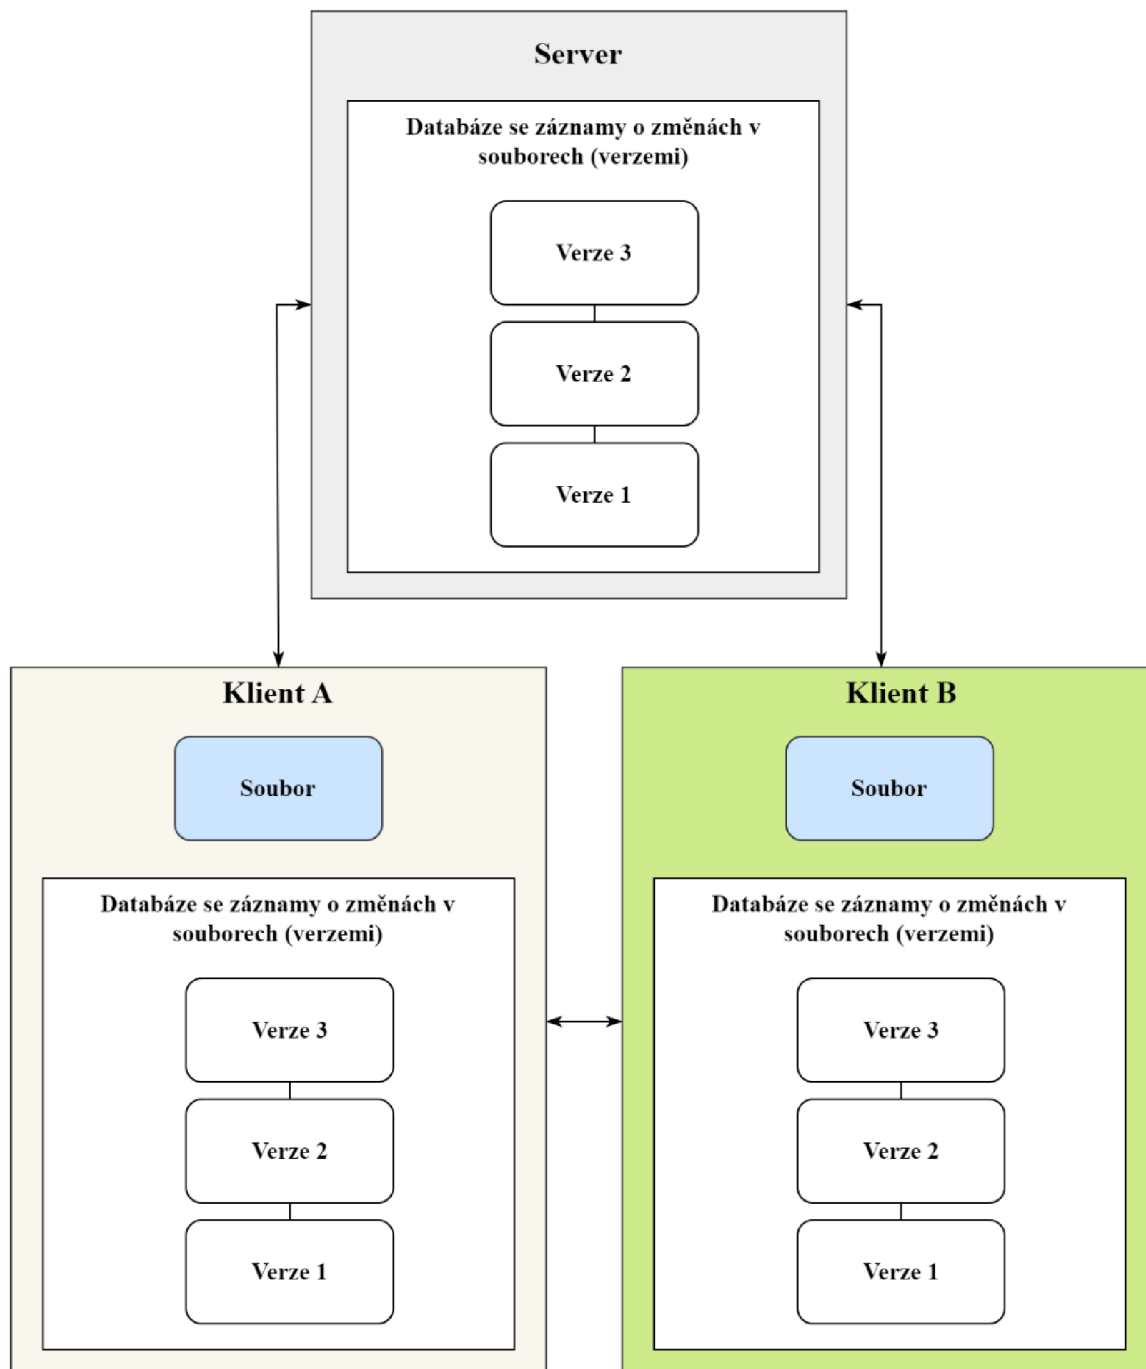 Server
Databáze se záznamy o změnách v
souborech (verzemi)
Verze 3
Verze 2
Verze 1
Klient A
Soubor
Databáze se záznamy o změnách v
souborech (verzemi)
Verze 3
Verze 2
Verze 1
Klient B
Soubor
Databáze se záznamy o změnách v
souborech (verzemi)
Verze 3
Verze 2
Verze 1